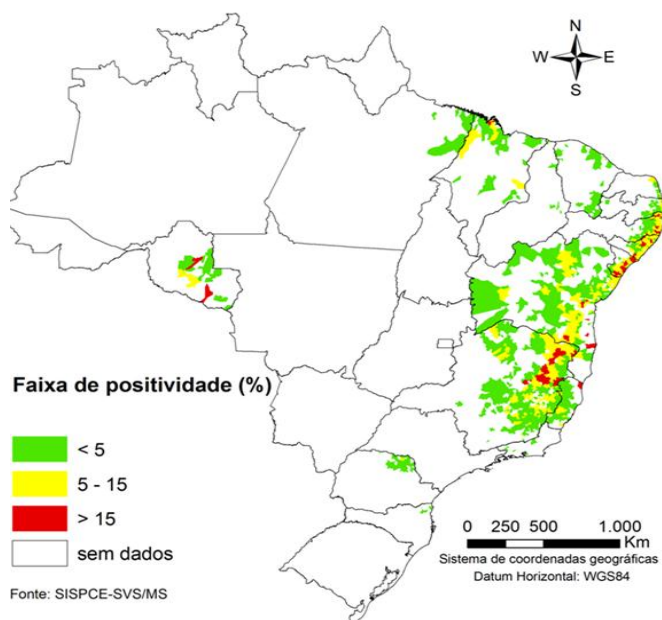 N
W E
S
Faixa de positividade (%)
< 5
5 - 15
> 15
sem dados
Fonte: SISPCE-SVS/MS
0 250 500 1.000
Km
Sistema de coordenadas geográficas
Datum Horizontal: WGS84